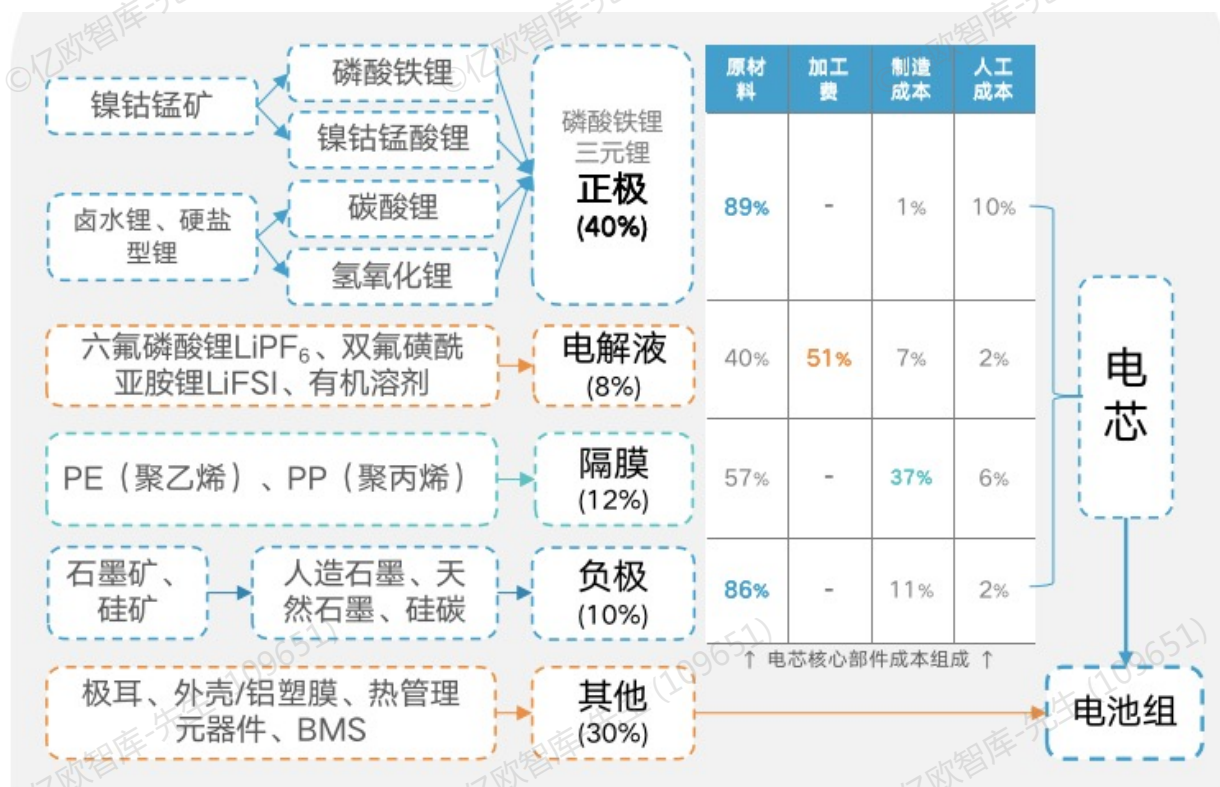 ©亿欧智库-先生(109651)
镍钴锰矿
磷酸铁锂
镍钴锰酸锂
卤水锂、硬盐
型锂
碳酸锂
氢氧化锂
磷酸铁锂
三元锂
正极
(40%)
原材
料
加工
费
制造
成本
人工
成本
89%
-
1%
10%
六氟磷酸锂LiPF₆、双氟磺酰
亚胺锂LiFSI、有机溶剂
电解液
(8%)
40%
51%
7%
2%
PE（聚乙烯）、PP（聚丙烯）
隔膜
(12%)
57%
-
37%
6%
石墨矿、
硅矿
人造石墨、天
然石墨、硅碳
负极
(10%)
86%
-
11%
2%
↑ 电芯核心部件成本组成 ↑
极耳、外壳/铝塑膜、热管理
元器件、BMS
其他
(30%)
电
芯
电池组